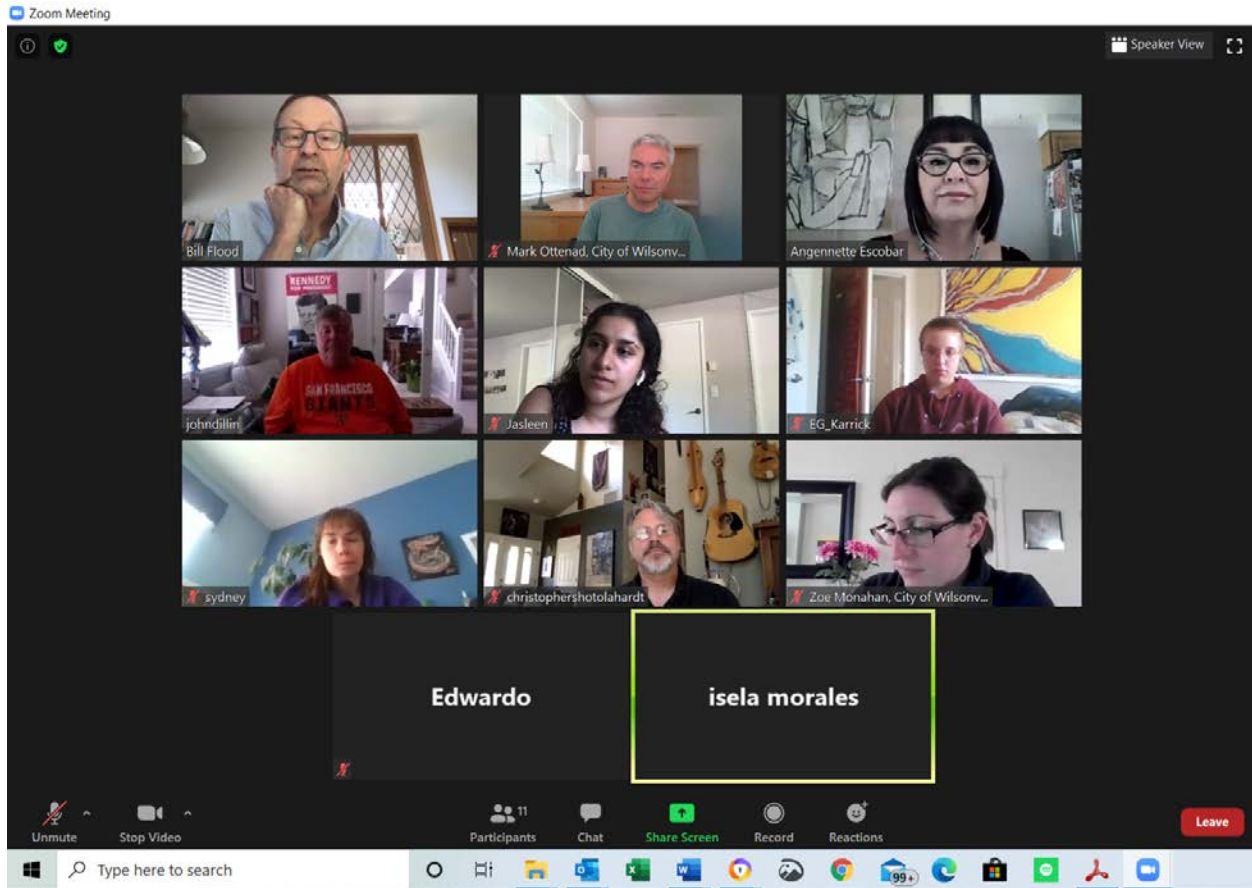 Zoom Meeting
Speaker View
Bill Flood
Mark Ottenad, City of Wilsonv...
Angennette Escobar
KENNEDY
FOR PRESIDENT
SAN FRANCISCO
GIANTS
johndillin
Jasleen
EG_Karrick
sydney
christophershotolahardt
Zoe Monahan, City of Wilsonv...
Edwardo
isela morales
Unmute
Stop Video
Participants
11
Chat
Share Screen
Record
Reactions
Leave
Type here to search
99+